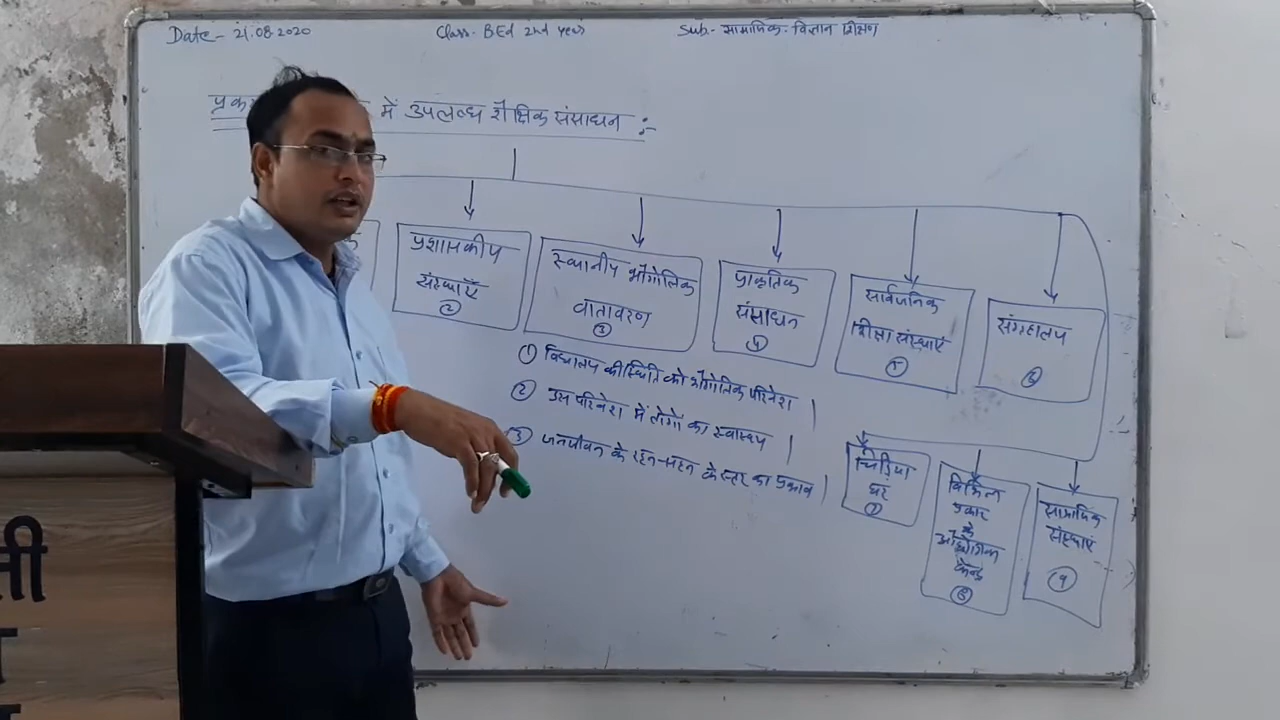 Date- 21.08.2020
Class- BEd 2nd year
Sub- सामाजिक-विज्ञान शिक्षण
में उपलब्ध शैक्षिक संसाधन :-
प्रशासकीय
संस्थाएँ
②
स्थानीय भौगोलिक
वातावरण
③
प्राकृतिक
संसाधन
④
सार्वजनिक
शिक्षा संस्थाएं
⑤
संग्रहालय
⑥
① विद्यालय की स्थिति को भौगोलिक परिवेश
② उस परिवेश में लोगों का स्वास्थ्य
③ जनजीवन के रहन-सहन के स्तर का प्रभाव
चिड़िया
घर
⑦
विभिन्न
प्रकार
के
औद्योगिक
केन्द्र
⑧
सामाजिक
संस्थाएं
⑨